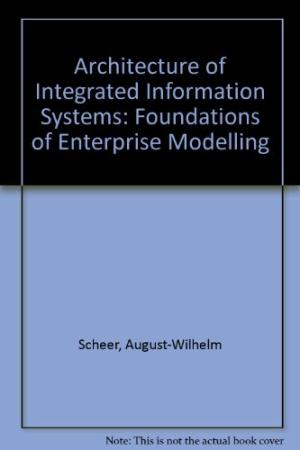 Architecture of
Integrated Information
Systems: Foundations
of Enterprise Modelling
Scheer, August-Wilhelm
Note: This is not the actual book cover